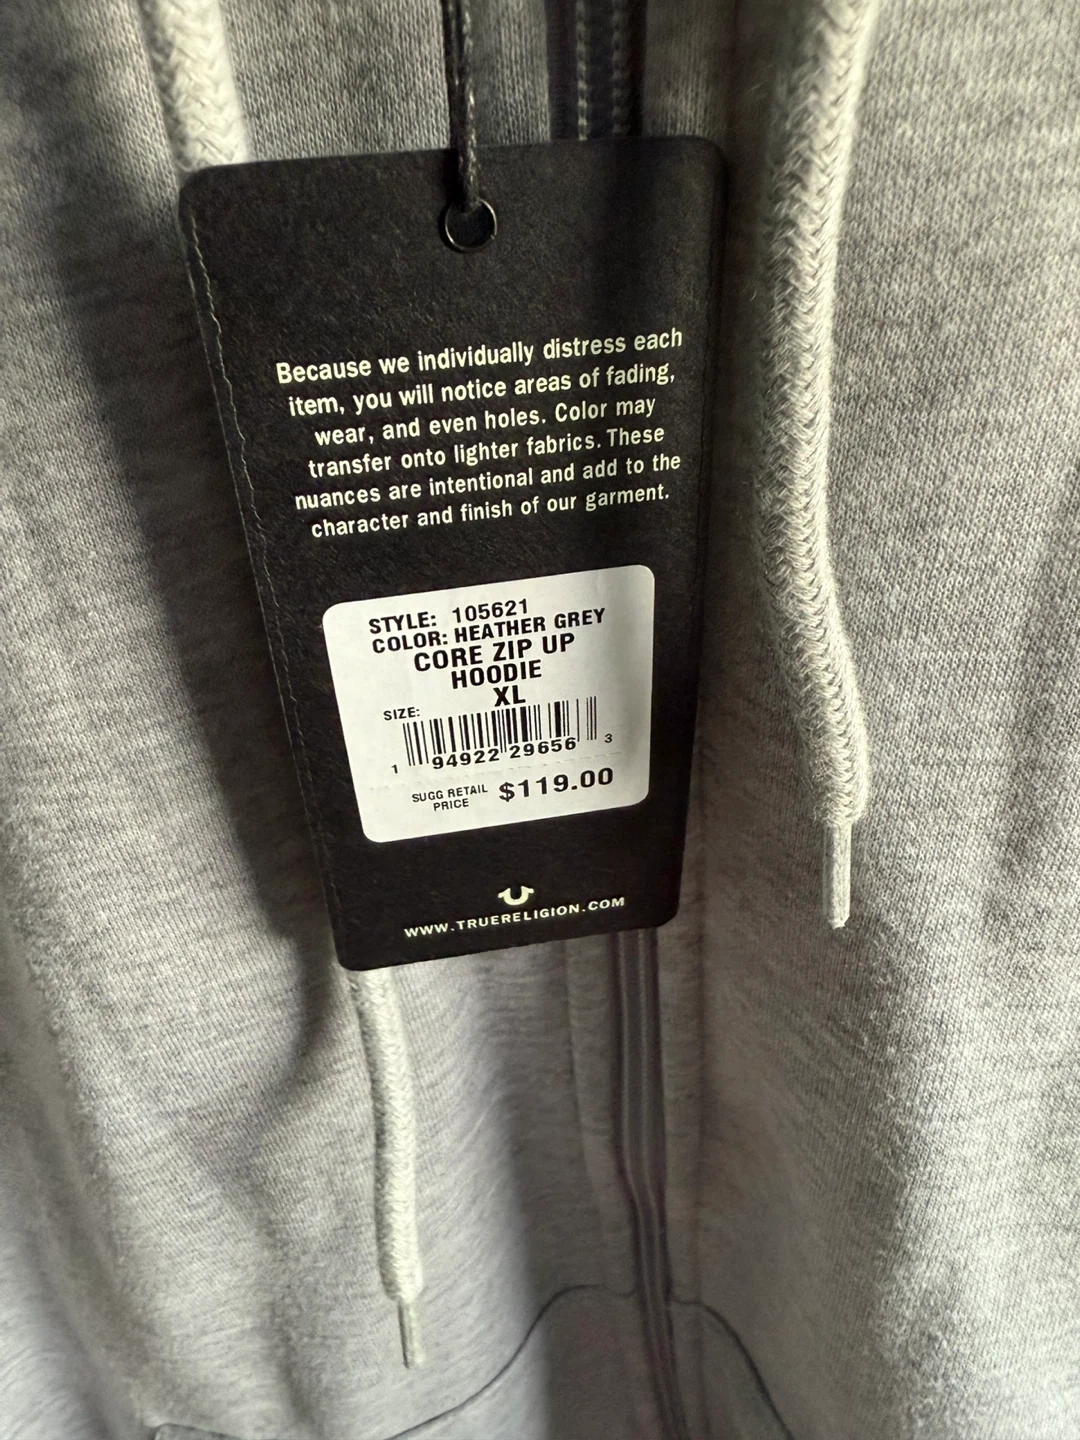 Because we individually distress each
item, you will notice areas of fading,
wear, and even holes. Color may
transfer onto lighter fabrics. These
nuances are intentional and add to the
character and finish of our garment.
STYLE: 105621
COLOR: HEATHER GREY
CORE ZIP UP
HOODIE
SIZE: XL
1 94922 29656 3
SUGG RETAIL PRICE $119.00
WWW.TRUERELIGION.COM